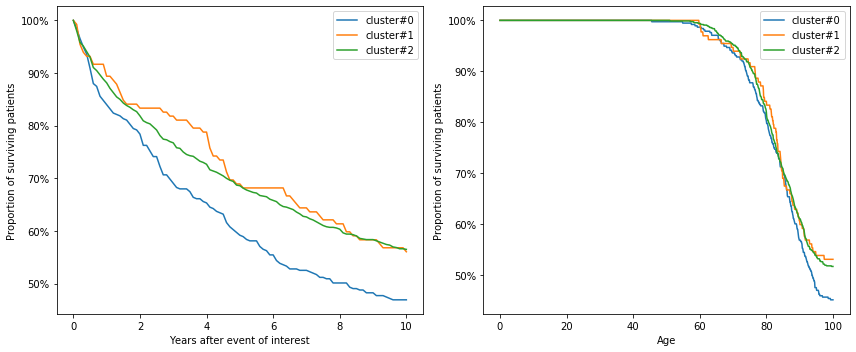 100%
90%
80%
70%
60%
50%
0
2
4
6
8
10
Proportion of surviving patients
Years after event of interest
cluster#0
cluster#1
cluster#2
100%
90%
80%
70%
60%
50%
0
20
40
60
80
100
Proportion of surviving patients
Age
cluster#0
cluster#1
cluster#2